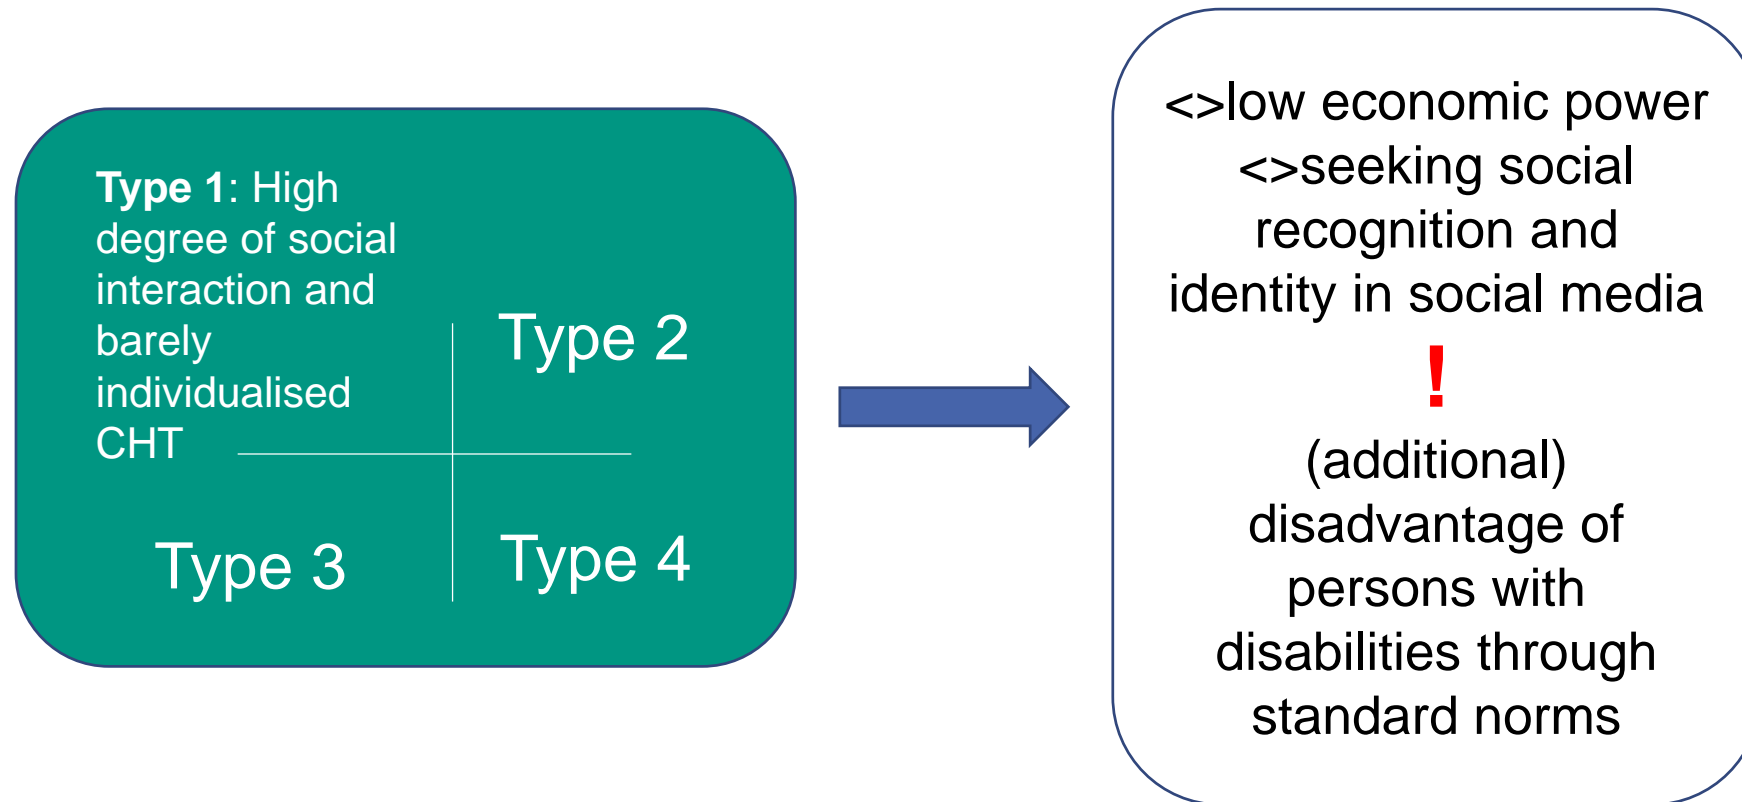 Type 1: High
degree of social
interaction and
barely
individualised
CHT
Type 2
Type 3
Type 4
<>low economic power
<>seeking social
recognition and
identity in social media
!
(additional)
disadvantage of
persons with
disabilities through
standard norms